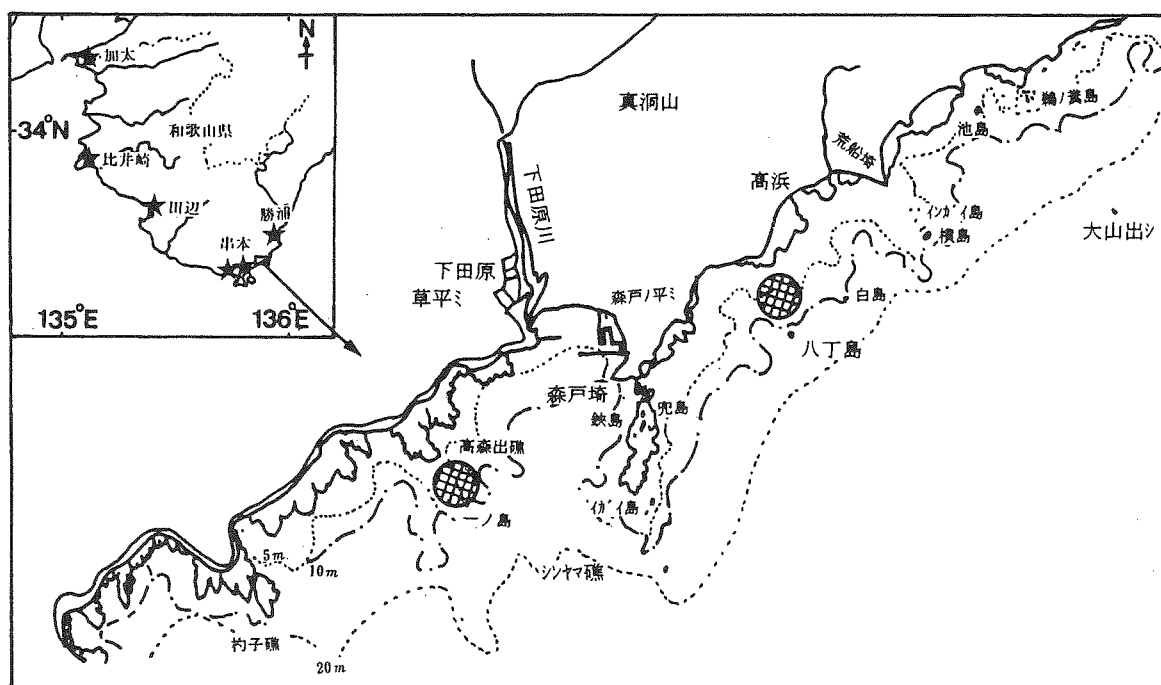 加太
N
34°N
和歌山県
比井崎
田辺
勝浦
串本
135°E
136°E
真洞山
下田原川
下田原
草平ミ
高浜
荒船埼
池島
鵜ノ糞島
インガイ島
横島
大山出シ
白島
八丁島
森戸ノ平ミ
森戸埼
鋏島
兜島
高森出礁
一ノ島
イガイ島
シンヤマ礁
5m
10m
20m
杓子礁